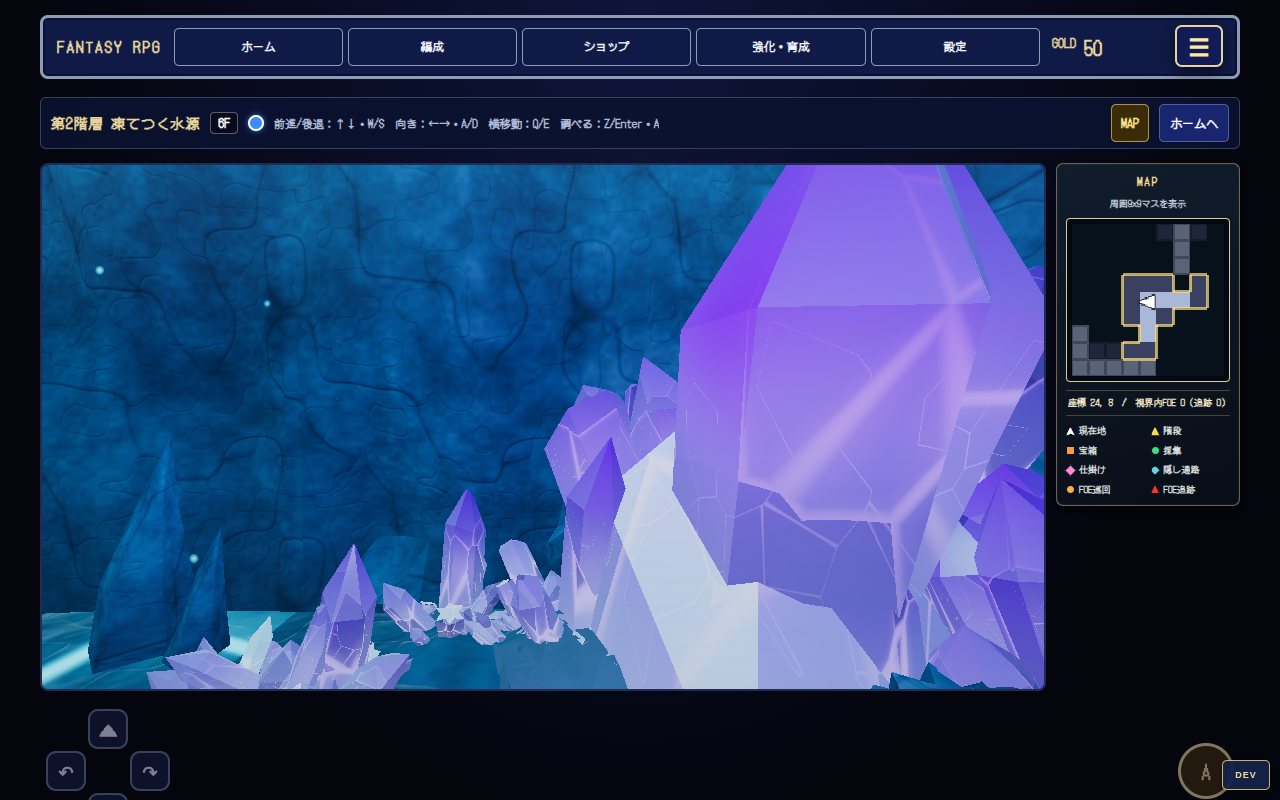 FANTASY RPG ホーム 編成 ショップ 強化・育成 設定 GOLD 50
第2階層 凍てつく水源 6F 前進/後退：↑↓・W/S 向き：←→・A/D 横移動：Q/E 調べる：Z/Enter・A MAP ホームへ
MAP
周囲9x9マスを表示
座標 24, 8 / 視界内FOE 0 (追跡 0)
現在地 階段
宝箱 採集
仕掛け 隠し通路
FOE巡回 FOE追跡
A DEV